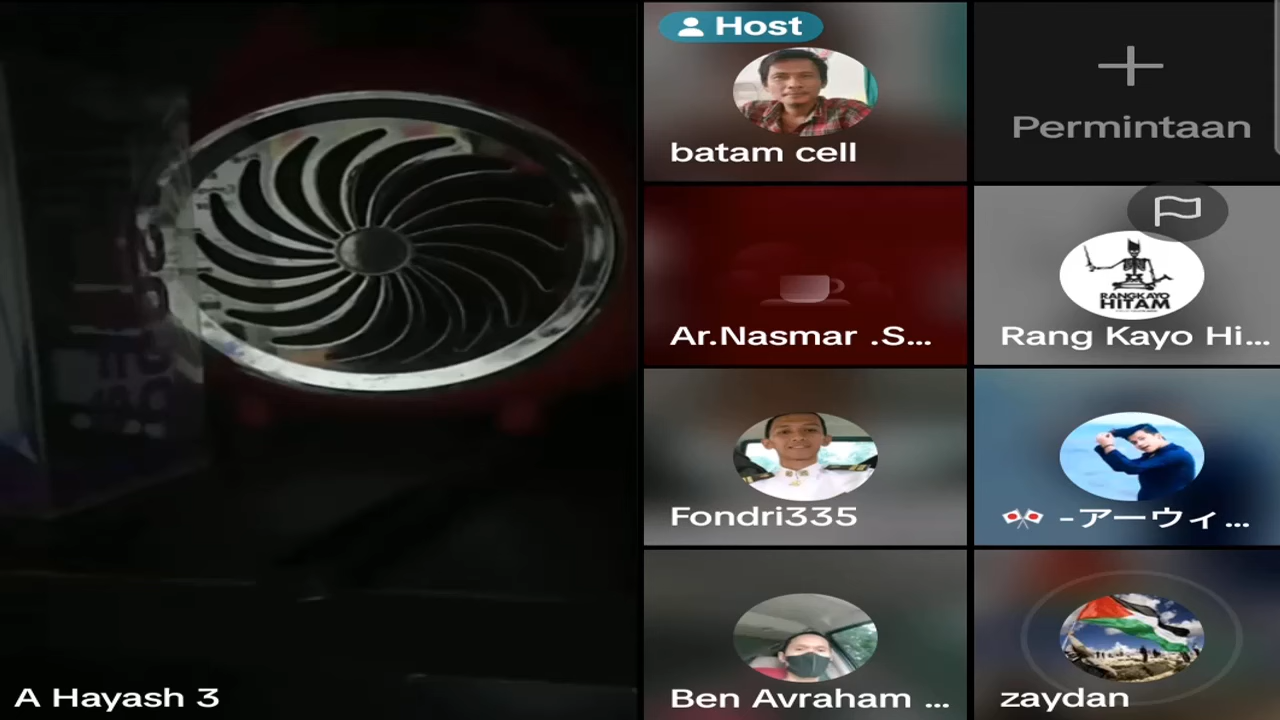 Host
batam cell
Permintaan
Ar.Nasmar .S...
RANGKAYO
HITAM
Rang Kayo Hi...
Fondri335
-アーウィ...
A Hayash 3
Ben Avraham ...
zaydan